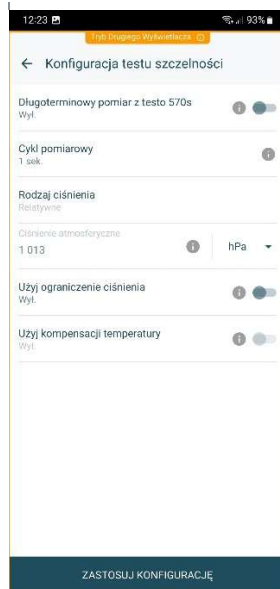 12:23 93%
Tryb Drugiego Wyświetlacza
Konfiguracja testu szczelności
Długoterminowy pomiar z testo 570s
Wył.
Cykl pomiarowy
1 sek.
Rodzaj ciśnienia
Relatywne
Ciśnienie atmosferyczne
1 013 hPa
Użyj ograniczenie ciśnienia
Wył.
Użyj kompensacji temperatury
Wył.
ZASTOSUJ KONFIGURACJĘ